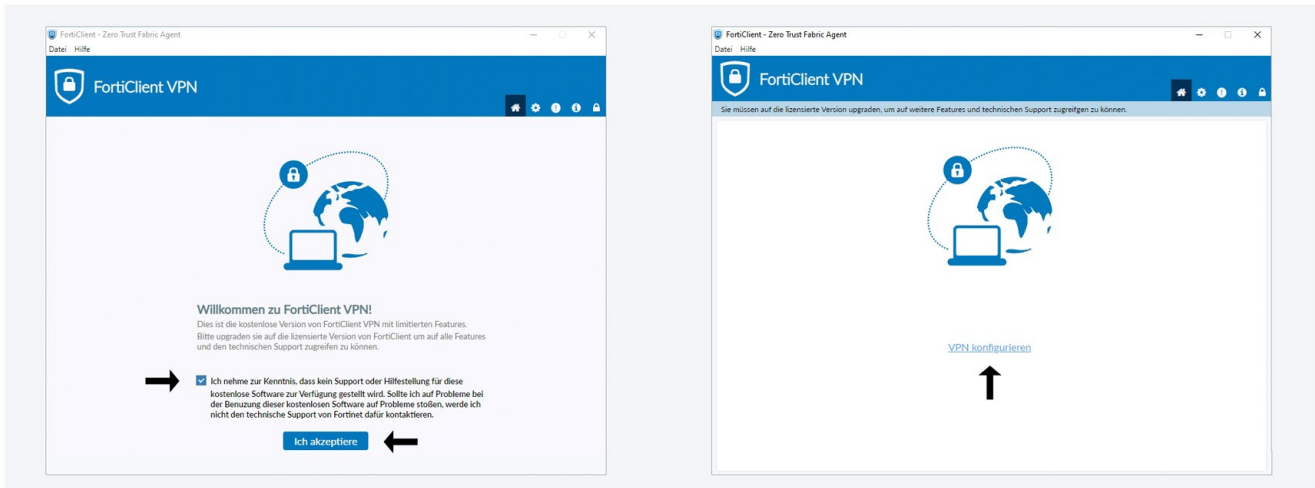 FortiClient - Zero Trust Fabric Agent
Datei Hilfe
FortiClient VPN
Willkommen zu FortiClient VPN!
Dies ist die kostenlose Version von FortiClient VPN mit limitierten Features.
Bitte upgraden sie auf die lizensierte Version von FortiClient um auf alle Features
und den technischen Support zugreifen zu können.
Ich nehme zur Kenntnis, dass kein Support oder Hilfestellung für diese
kostenlose Software zur Verfügung gestellt wird. Sollte ich auf Probleme bei
der Benuzung dieser kostenlosen Software auf Probleme stoßen, werde ich
nicht den technische Support von Fortinet dafür kontaktieren.
Ich akzeptiere
FortiClient - Zero Trust Fabric Agent
Datei Hilfe
FortiClient VPN
Sie müssen auf die lizensierte Version upgraden, um auf weitere Features und technischen Support zugreifgen zu können.
VPN konfigurieren